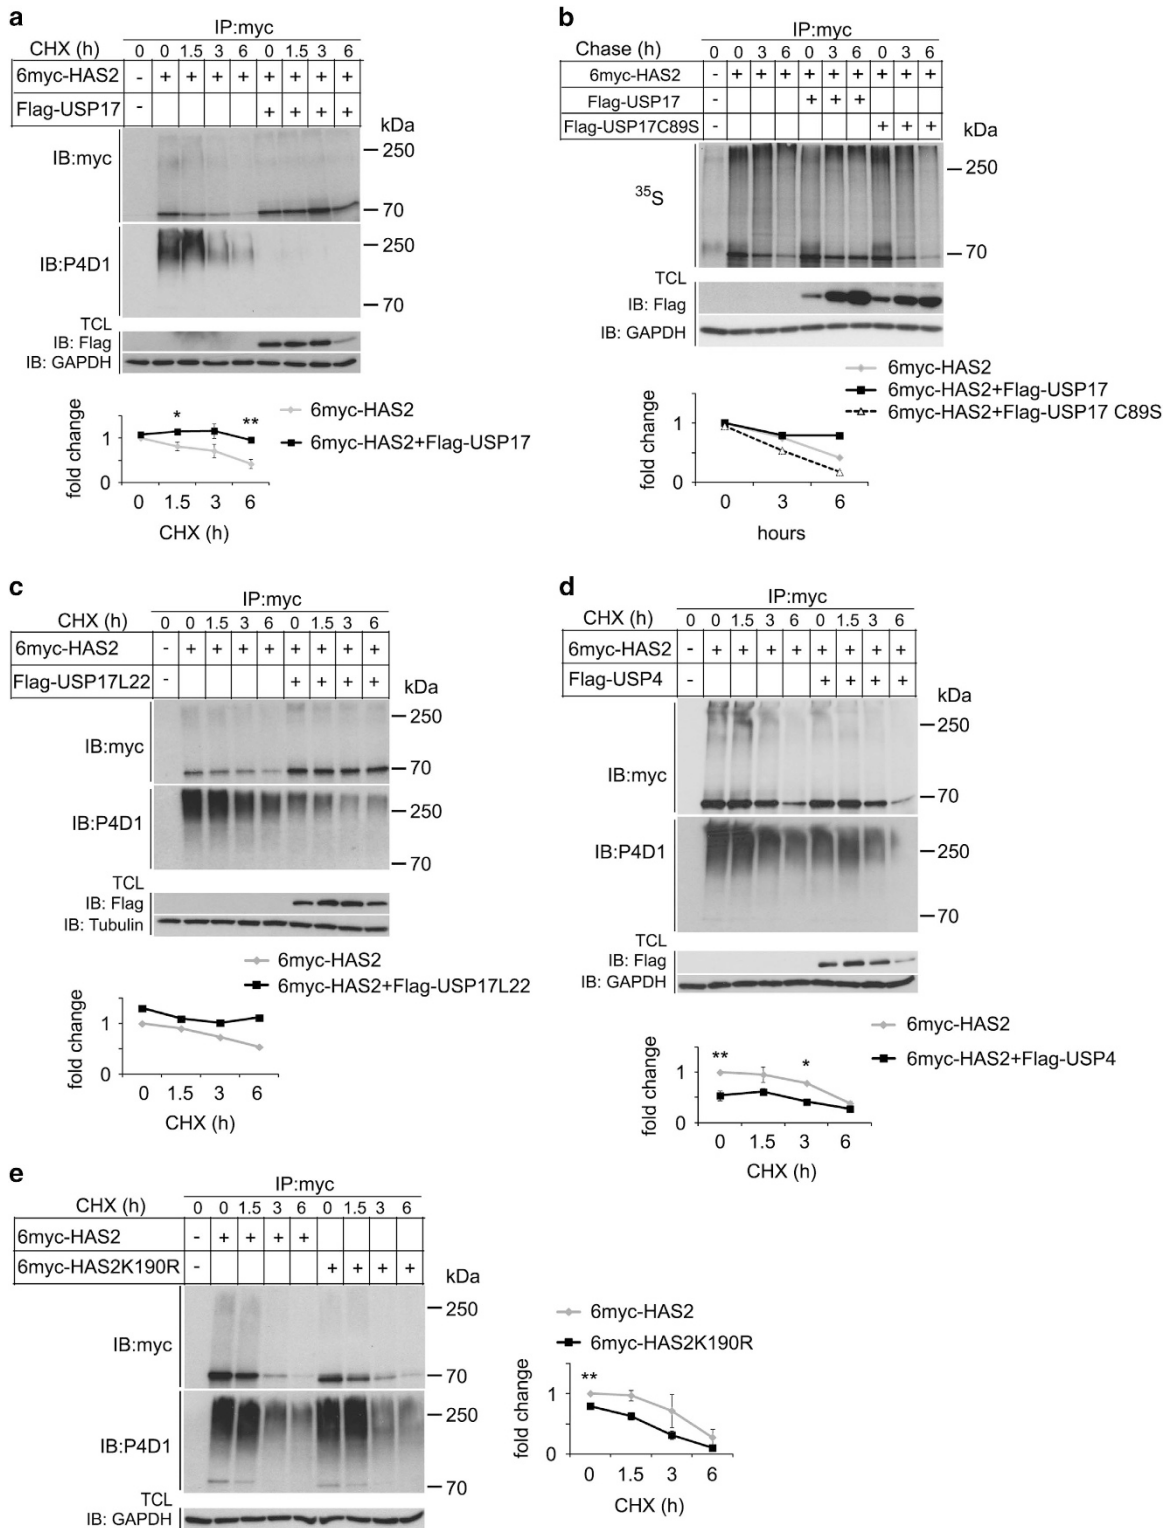 a
IP:myc
CHX (h) 0 0 1.5 3 6 0 1.5 3 6
6myc-HAS2 - + + + + + + + +
Flag-USP17 - + + + +
kDa
IB:myc
250
70
IB:P4D1
250
70
TCL
IB: Flag
IB: GAPDH
fold change
1
0
* **
6myc-HAS2
6myc-HAS2+Flag-USP17
0 1.5 3 6
CHX (h)
b
IP:myc
Chase (h) 0 0 3 6 0 3 6 0 3 6
6myc-HAS2 - + + + + + + + + +
Flag-USP17 - + + +
Flag-USP17C89S - + + +
kDa
35S
250
70
TCL
IB: Flag
IB: GAPDH
6myc-HAS2
6myc-HAS2+Flag-USP17
6myc-HAS2+Flag-USP17 C89S
fold change
1
0
0 3 6
hours
c
IP:myc
CHX (h) 0 0 1.5 3 6 0 1.5 3 6
6myc-HAS2 - + + + + + + + +
Flag-USP17L22 - + + + +
kDa
IB:myc
250
70
IB:P4D1
250
70
TCL
IB: Flag
IB: Tubulin
6myc-HAS2
6myc-HAS2+Flag-USP17L22
fold change
1
0
0 1.5 3 6
CHX (h)
d
IP:myc
CHX (h) 0 0 1.5 3 6 0 1.5 3 6
6myc-HAS2 - + + + + + + + +
Flag-USP4 - + + + +
kDa
IB:myc
250
70
IB:P4D1
250
70
TCL
IB: Flag
IB: GAPDH
6myc-HAS2
6myc-HAS2+Flag-USP4
fold change
1
0
** *
0 1.5 3 6
CHX (h)
e
IP:myc
CHX (h) 0 0 1.5 3 6 0 1.5 3 6
6myc-HAS2 - + + + +
6myc-HAS2K190R - + + + +
kDa
IB:myc
250
70
IB:P4D1
250
70
TCL
IB: GAPDH
6myc-HAS2
6myc-HAS2K190R
fold change
**
1
0
0 1.5 3 6
CHX (h)